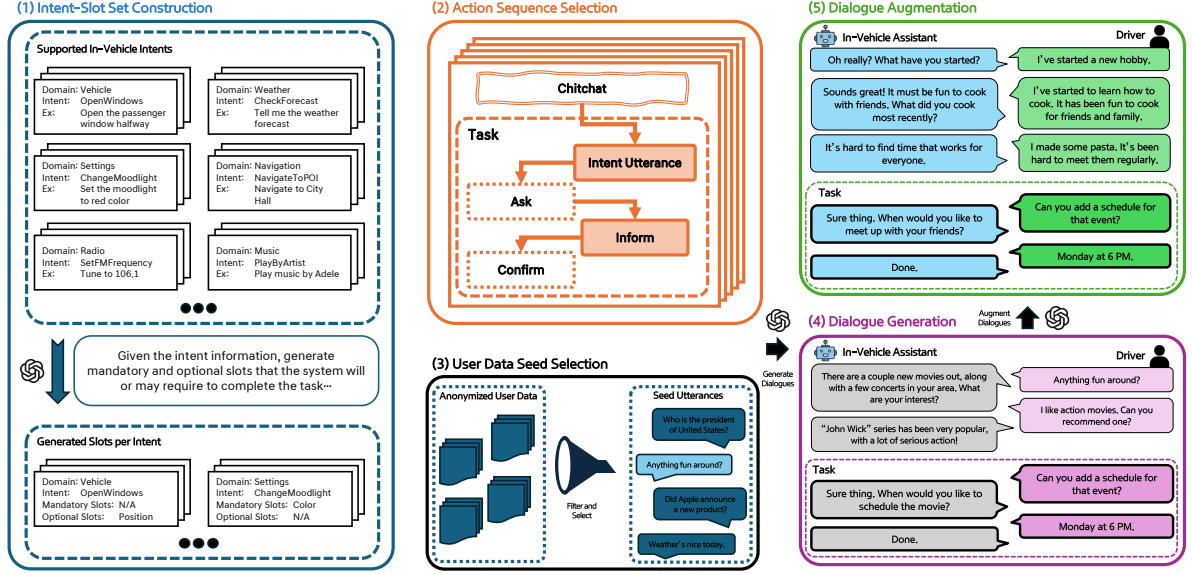 (1) Intent-Slot Set Construction
Supported In-Vehicle Intents
Domain: Vehicle
Intent: OpenWindows
Ex: Open the passenger
window halfway
Domain: Weather
Intent: CheckForecast
Ex: Tell me the weather
forecast
Domain: Settings
Intent: ChangeMoodlight
Ex: Set the moodlight
to red color
Domain: Navigation
Intent: NavigateToPOI
Ex: Navigate to City
Hall
Domain: Radio
Intent: SetFMFrequency
Ex: Tune to 106.1
Domain: Music
Intent: PlayByArtist
Ex: Play music by Adele
Given the intent information, generate
mandatory and optional slots that the system will
or may require to complete the task…
Generated Slots per Intent
Domain: Vehicle
Intent: OpenWindows
Mandatory Slots: N/A
Optional Slots: Position
Domain: Settings
Intent: ChangeMoodlight
Mandatory Slots: Color
Optional Slots: N/A
(2) Action Sequence Selection
Chitchat
Task
Intent Utterance
Ask
Inform
Confirm
(3) User Data Seed Selection
Anonymized User Data
Filter and
Select
Seed Utterances
Who is the president
of United States?
Anything fun around?
Did Apple announce
a new product?
Weather's nice today.
Generate
Dialogues
(5) Dialogue Augmentation
In-Vehicle Assistant
Driver
I've started a new hobby.
Oh really? What have you started?
I've started to learn how to
cook. It has been fun to cook
for friends and family.
Sounds great! It must be fun to cook
with friends. What did you cook
most recently?
I made some pasta. It's been
hard to meet them regularly.
It's hard to find time that works for
everyone.
Task
Can you add a schedule for
that event?
Sure thing. When would you like to
meet up with your friends?
Monday at 6 PM.
Done.
Augment
Dialogues
(4) Dialogue Generation
In-Vehicle Assistant
Driver
Anything fun around?
There are a couple new movies out, along
with a few concerts in your area. What
are your interest?
I like action movies. Can you
recommend one?
"John Wick" series has been very popular,
with a lot of serious action!
Task
Can you add a schedule for
that event?
Sure thing. When would you like to
schedule the movie?
Monday at 6 PM.
Done.